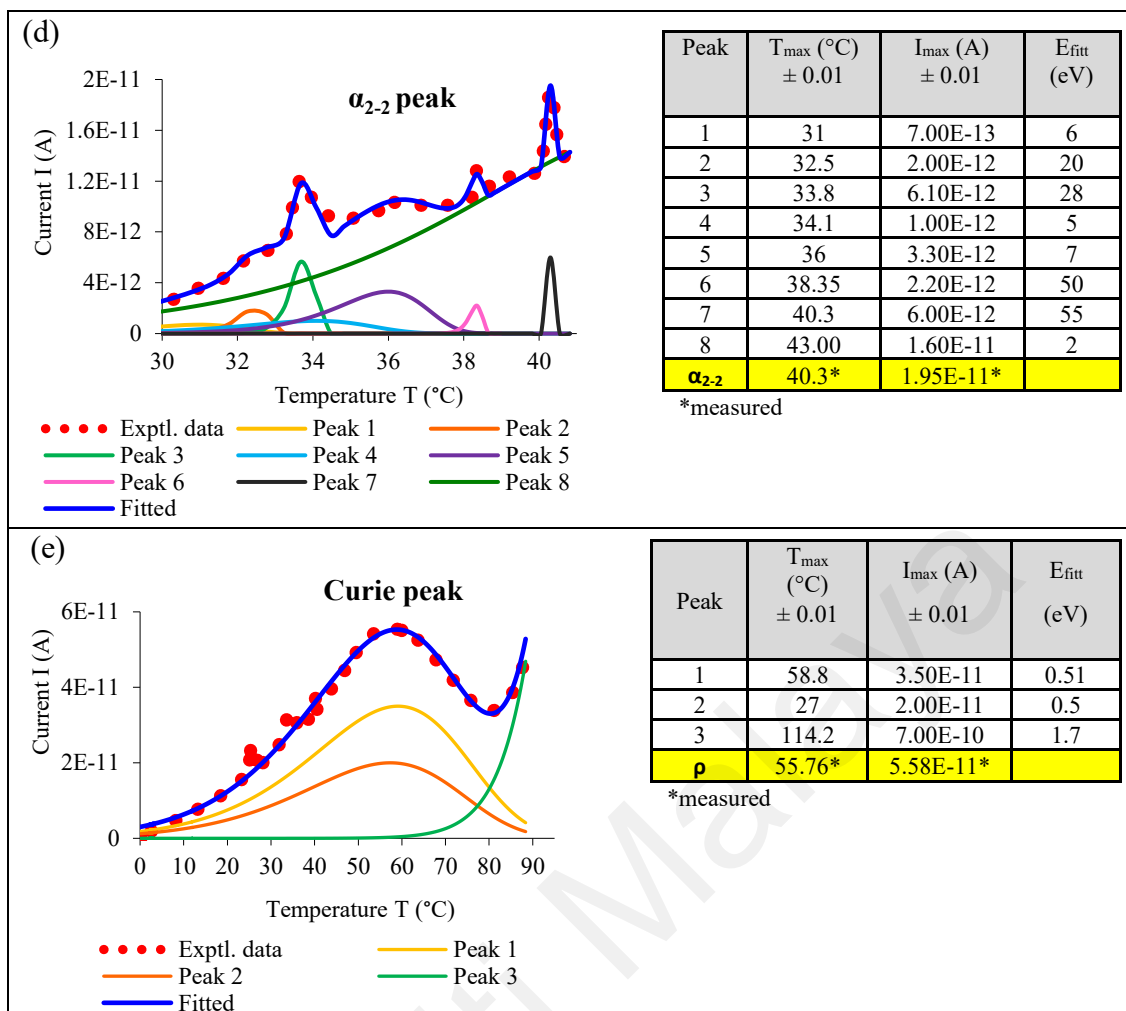 (d)
α2-2 peak
2E-11
1.6E-11
1.2E-11
8E-12
4E-12
0
Current I (A)
30 32 34 36 38 40
Temperature T (°C)
Exptl. data Peak 1 Peak 2
Peak 3 Peak 4 Peak 5
Peak 6 Peak 7 Peak 8
Fitted
Peak Tmax (°C) ± 0.01 Imax (A) ± 0.01 Efitt (eV)
1 31 7.00E-13 6
2 32.5 2.00E-12 20
3 33.8 6.10E-12 28
4 34.1 1.00E-12 5
5 36 3.30E-12 7
6 38.35 2.20E-12 50
7 40.3 6.00E-12 55
8 43.00 1.60E-11 2
α2-2 40.3* 1.95E-11*
*measured
(e)
Curie peak
6E-11
4E-11
2E-11
0
Current I (A)
0 10 20 30 40 50 60 70 80 90
Temperature T (°C)
Exptl. data Peak 1
Peak 2 Peak 3
Fitted
Peak Tmax (°C) ± 0.01 Imax (A) ± 0.01 Efitt (eV)
1 58.8 3.50E-11 0.51
2 27 2.00E-11 0.5
3 114.2 7.00E-10 1.7
ρ 55.76* 5.58E-11*
*measured
ti Malaya